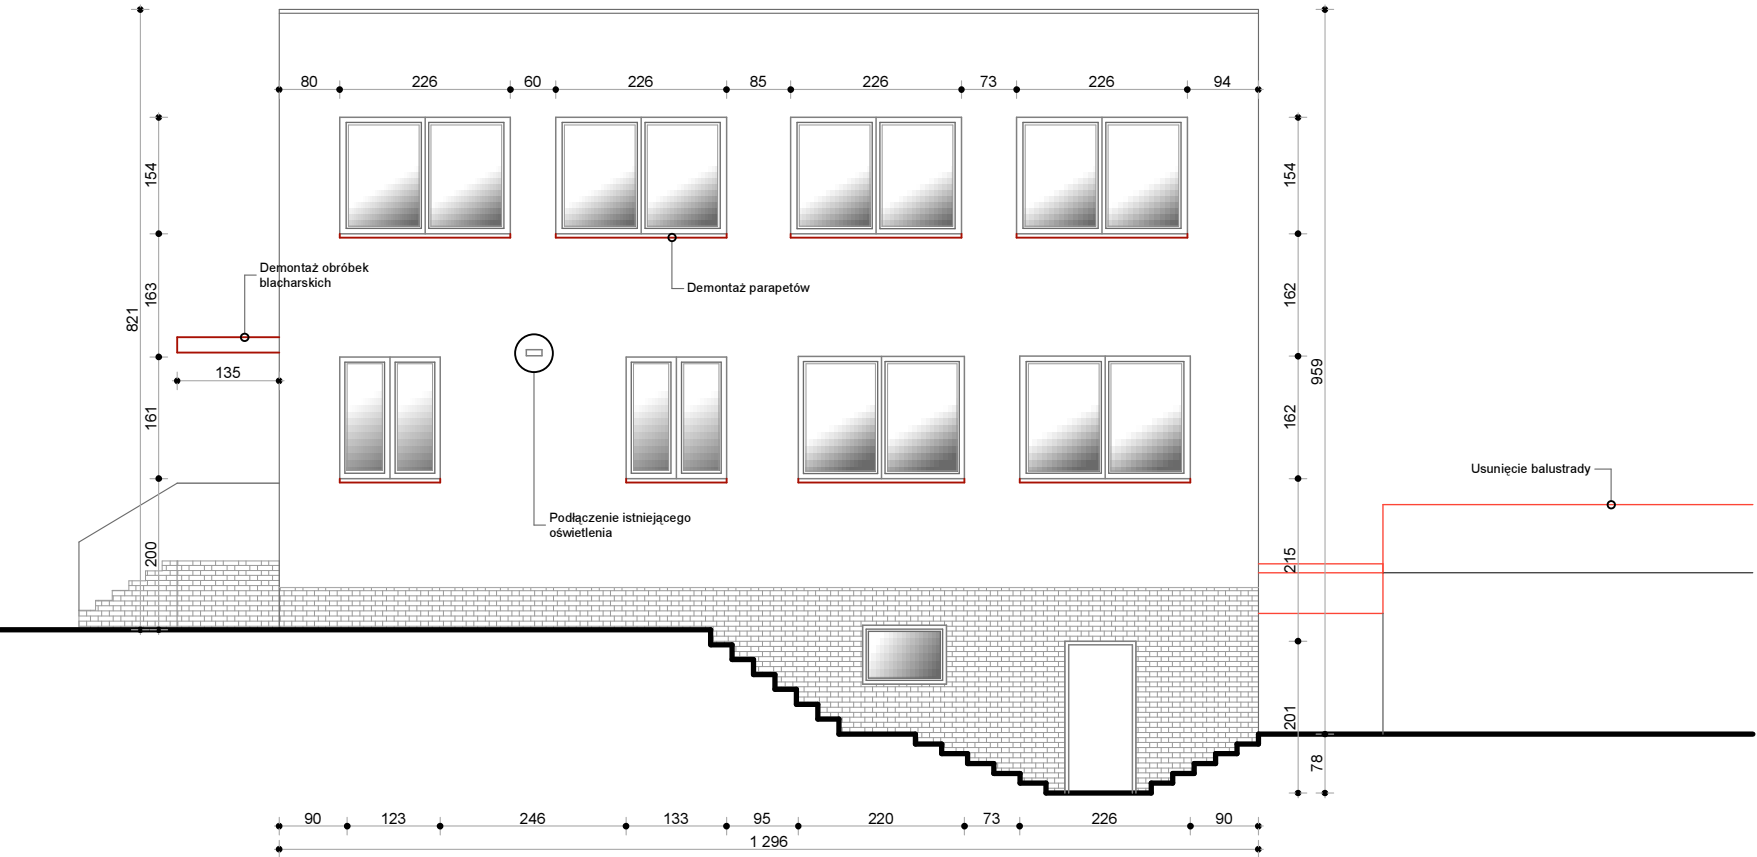 80 226 60 226 85 226 73 226 94
154
154
Demontaż obróbek
blacharskich
Demontaż parapetów
163
162
821
959
135
161
162
Usunięcie balustrady
Podłączenie istniejącego
oświetlenia
200
215
201
78
90 123 246 133 95 220 73 226 90
1 296